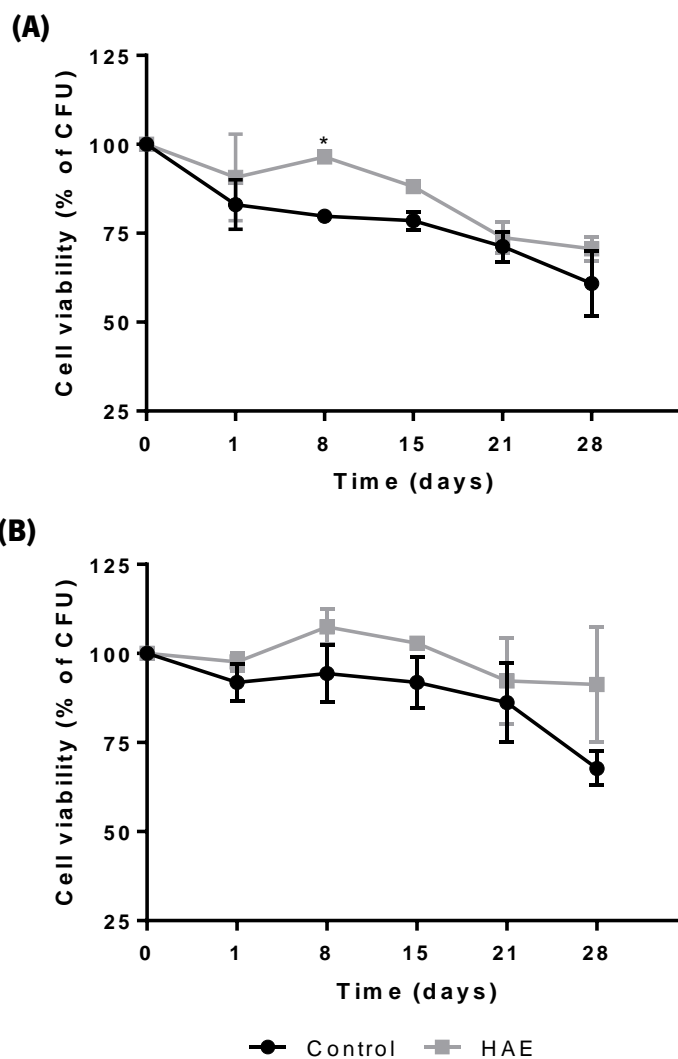 (A)
Cell viability (% of CFU)
125
100
75
50
25
*
0 1 8 15 21 28
Time (days)
(B)
Cell viability (% of CFU)
125
100
75
50
25
0 1 8 15 21 28
Time (days)
Control HAE